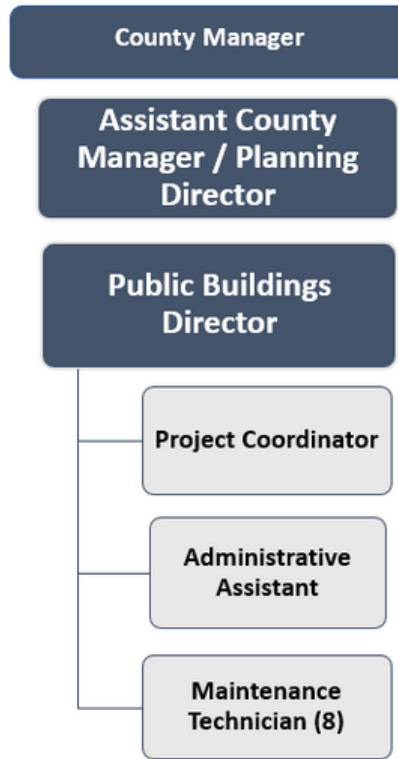 County Manager
Assistant County
Manager / Planning
Director
Public Buildings
Director
Project Coordinator
Administrative
Assistant
Maintenance
Technician (8)